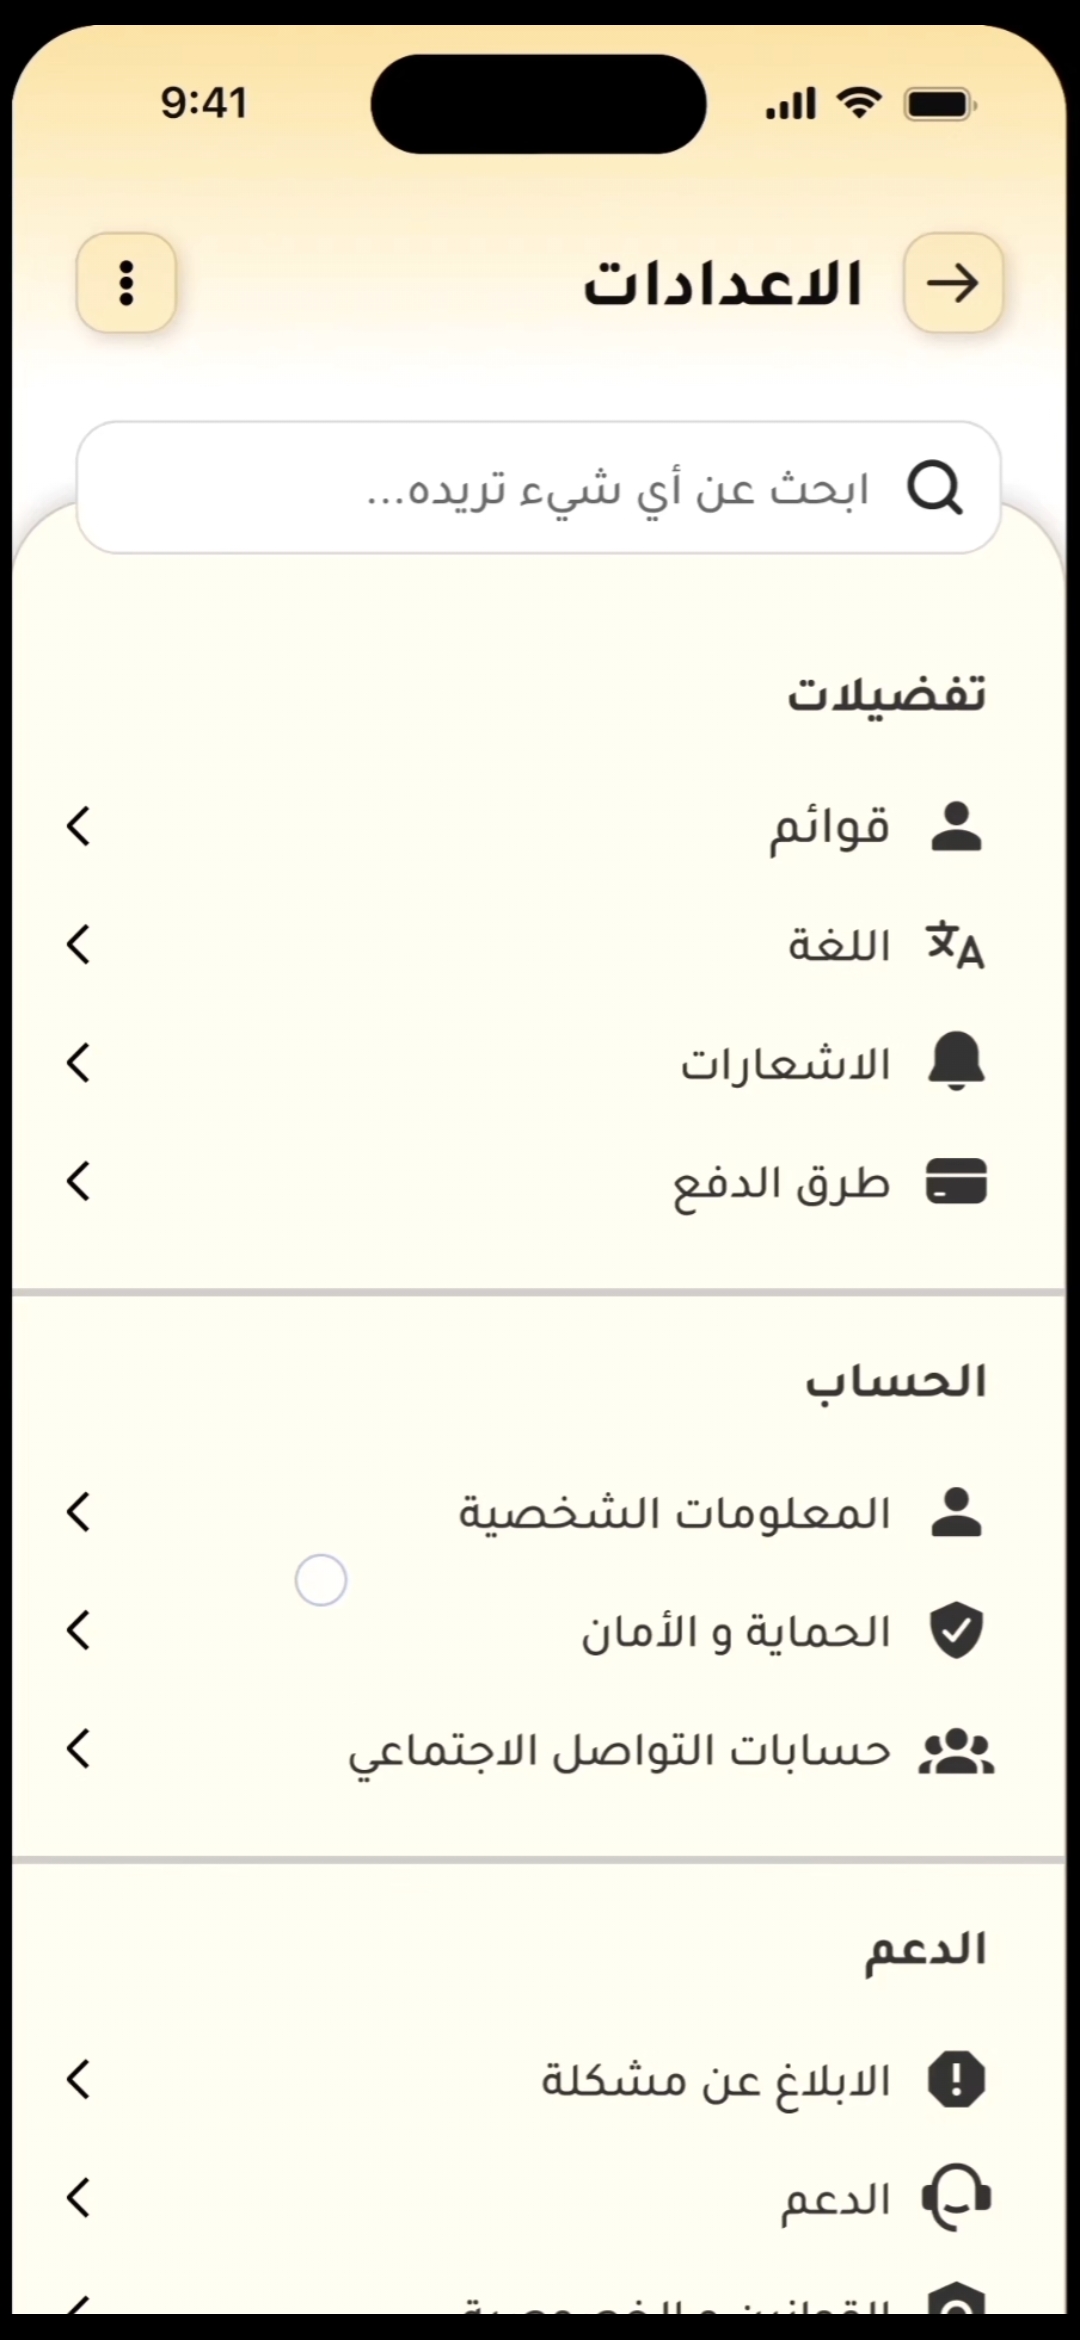 9:41
الاعدادات
ابحث عن أي شيء تريده...
تفضيلات
قوائم
اللغة
الاشعارات
طرق الدفع
الحساب
المعلومات الشخصية
الحماية و الأمان
حسابات التواصل الاجتماعي
الدعم
الابلاغ عن مشكلة
الدعم